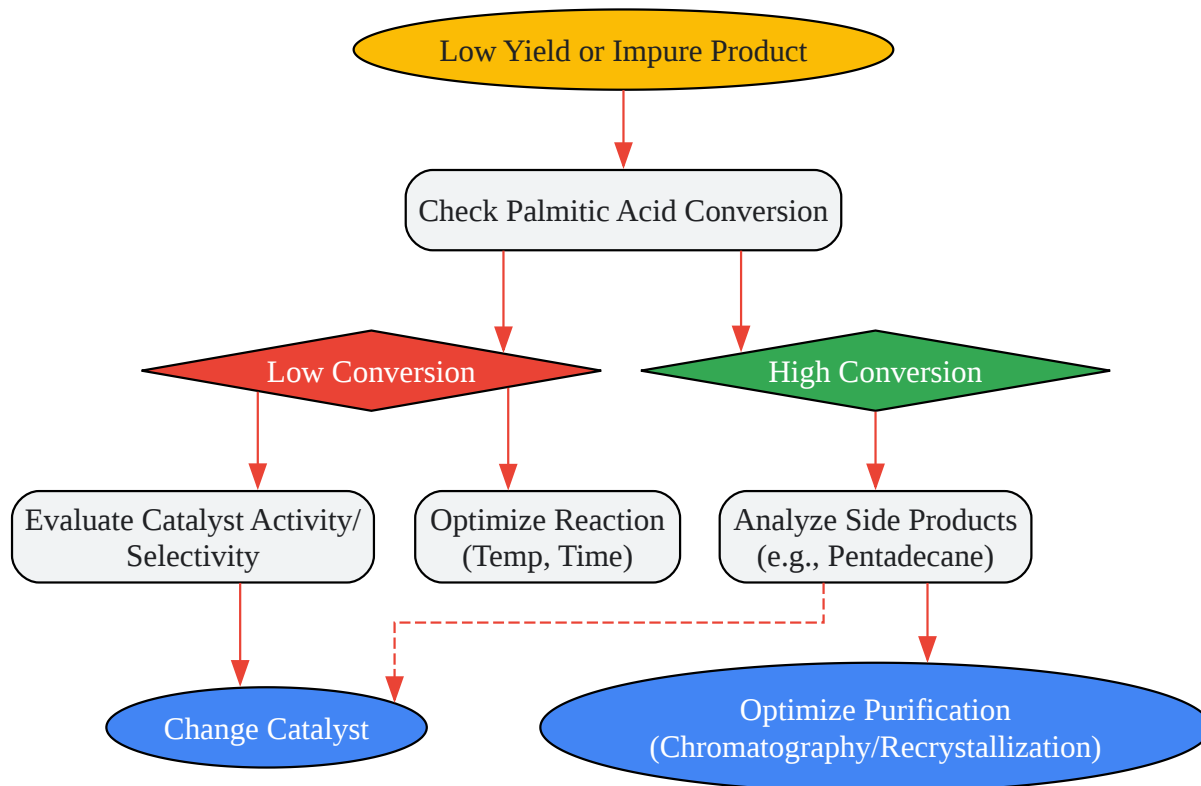 Low Yield or Impure Product
Check Palmitic Acid Conversion
Low Conversion
High Conversion
Evaluate Catalyst Activity/
Selectivity
Optimize Reaction
(Temp, Time)
Analyze Side Products
(e.g., Pentadecane)
Change Catalyst
Optimize Purification
(Chromatography/Recrystallization)